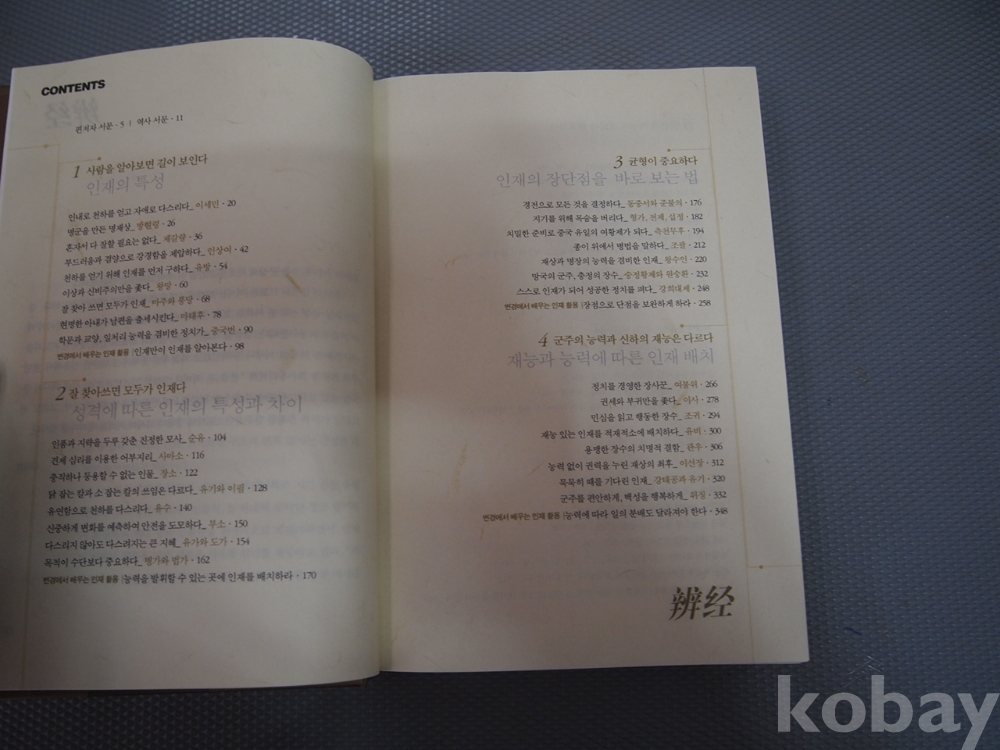 CONTENTS
편저자 서문 · 5 | 역사 서문 · 11
1 사람을 알아보면 길이 보인다
인재의 특성
인내로 천하를 얻고 자애로 다스리다_ 이세민 · 20
명군을 만든 명재상_ 방현령 · 26
혼자서 다 잘할 필요는 없다_ 제갈량 · 36
부드러움과 겸양으로 강경함을 제압하다_ 인상여 · 42
천하를 얻기 위해 인재를 먼저 구하다_ 유방 · 54
이상과 신비주의만을 좇다_ 왕망 · 60
잘 찾아 쓰면 모두가 인재_ 마주와 풍당 · 68
현명한 아내가 남편을 출세시킨다_ 마태후 · 78
학문과 교양, 일처리 능력을 겸비한 정치가_ 증국번 · 90
변경에서 배우는 인재 활용 | 인재만이 인재를 알아본다 · 98
2 잘 찾아쓰면 모두가 인재다
성격에 따른 인재의 특성과 차이
인품과 지략을 두루 갖춘 진정한 모사_ 순유 · 104
견제 심리를 이용한 어부지리_ 사마소 · 116
충직하나 등용할 수 없는 인물_ 장소 · 122
닭 잡는 칼과 소 잡는 칼의 쓰임은 다르다_ 유기와 이필 · 128
유연함으로 천하를 다스리다_ 유수 · 140
신중하게 변화를 예측하여 안전을 도모하다_ 부소 · 150
다스리지 않아도 다스려지는 큰 지혜_ 유가와 도가 · 154
목적이 수단보다 중요하다_ 병가와 법가 · 162
변경에서 배우는 인재 활용 | 능력을 발휘할 수 있는 곳에 인재를 배치하라 · 170
3 균형이 중요하다
인재의 장단점을 바로 보는 법
경전으로 모든 것을 결정하다_ 동중서와 준불의 · 176
지기를 위해 목숨을 버리다_ 형가, 전제, 섭정 · 182
치밀한 준비로 중국 유일의 여황제가 되다_ 측천무후 · 194
종이 위에서 병법을 말하다_ 조괄 · 212
재상과 명장의 능력을 겸비한 인재_ 왕수인 · 220
망국의 군주, 충정의 장수_ 숭정황제와 원숭환 · 232
스스로 인재가 되어 성공한 정치를 펴다_ 강희대제 · 248
변경에서 배우는 인재 활용 | 장점으로 단점을 보완하게 하라 · 258
4 군주의 능력과 신하의 재능은 다르다
재능과 능력에 따른 인재 배치
정치를 경영한 장사꾼_ 여불위 · 266
권세와 부귀만을 좇다_ 이사 · 278
민심을 읽고 행동한 장수_ 조귀 · 294
재능 있는 인재를 적재적소에 배치하다_ 유비 · 300
용맹한 장수의 치명적 결함_ 관우 · 306
능력 없이 권력을 누린 재상의 최후_ 이선장 · 312
묵묵히 때를 기다린 인재_ 강태공과 유기 · 320
군주를 편안하게, 백성을 행복하게_ 위징 · 332
변경에서 배우는 인재 활용 | 능력에 따라 일의 분배도 달라져야 한다 · 348
辨经
kobay